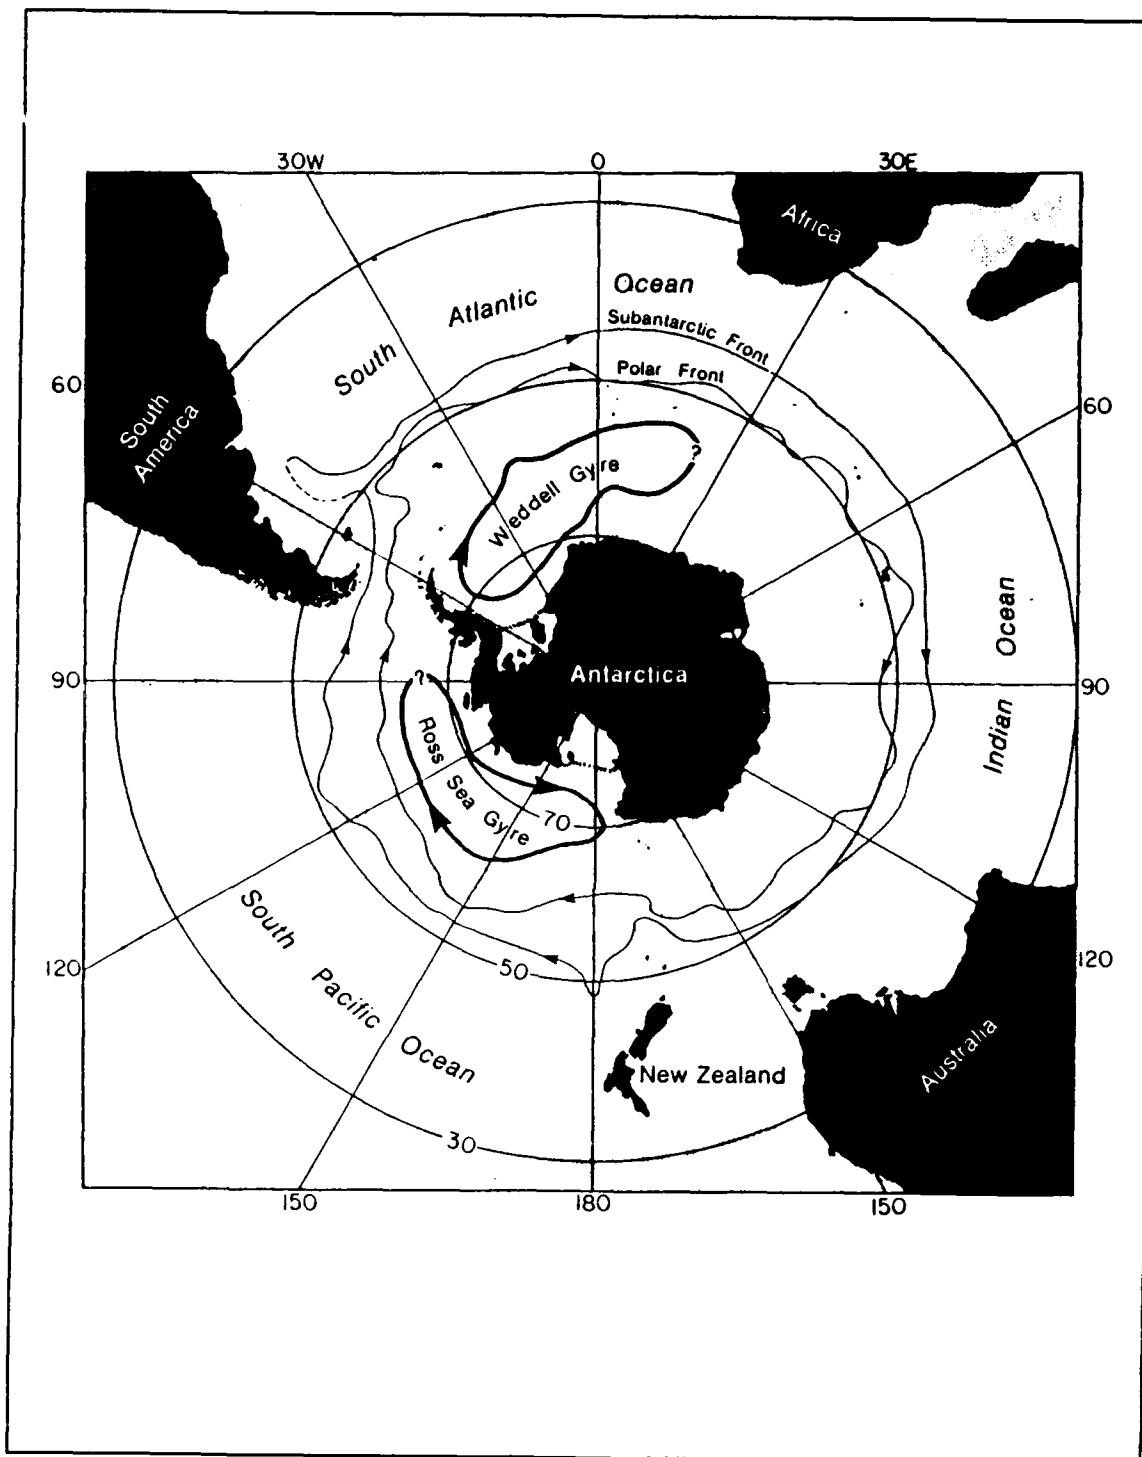 30W 0 30E
Africa
South Atlantic Ocean
Subantarctic Front
Polar Front
60 60
South
America
Weddell Gyre
?
Antarctica
Indian Ocean
90 90
?
Ross Sea Gyre
70
South Pacific Ocean
50
120 120
New Zealand
Australia
30
150 180 150